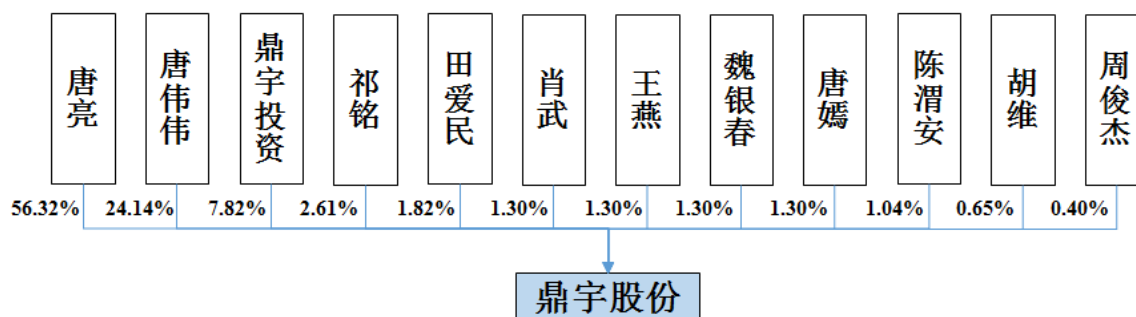 唐亮
唐伟伟
鼎宇投资
祁铭
田爱民
肖武
王燕
魏银春
唐嫣
陈渭安
胡维
周俊杰
56.32%
24.14%
7.82%
2.61%
1.82%
1.30%
1.30%
1.30%
1.30%
1.04%
0.65%
0.40%
鼎宇股份